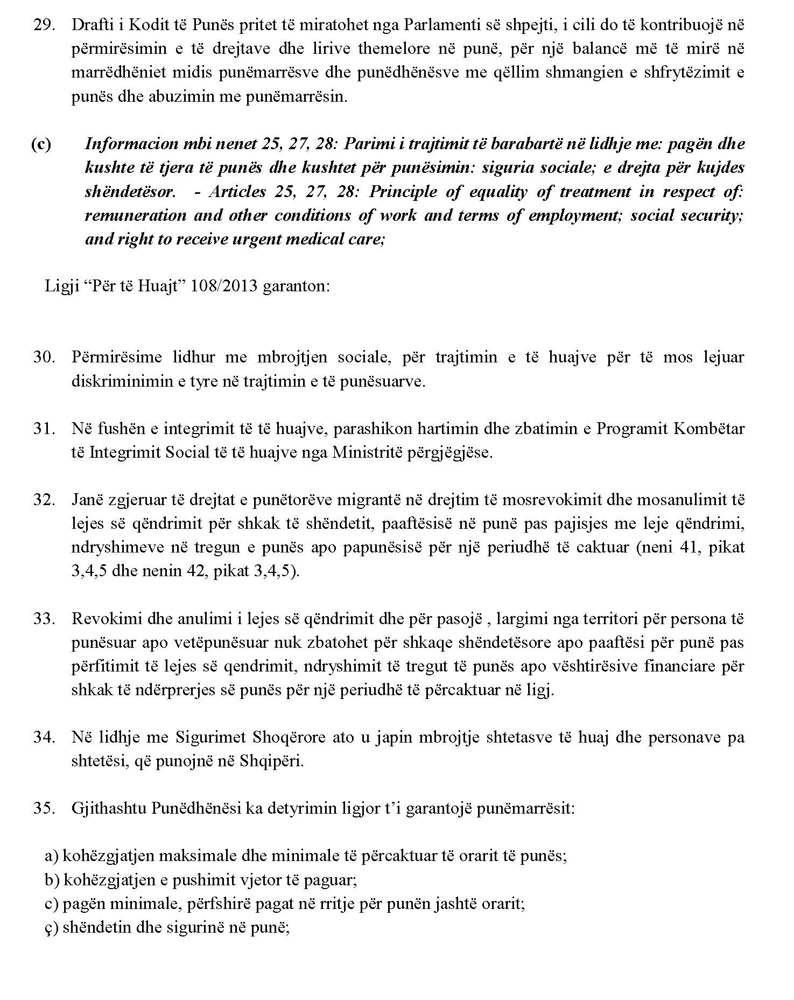 29. Drafti i Kodit të Punës pritet të miratohet nga Parlamenti së shpejti, i cili do të kontribuojë në
përmirësimin e të drejtave dhe lirive themelore në punë, për një balancë më të mirë në
marrëdhëniet midis punëmarrësve dhe punëdhënësve me qëllim shmangien e shfrytëzimit e
punës dhe abuzimin me punëmarrësin.
(c) Informacion mbi nenet 25, 27, 28: Parimi i trajtimit të barabartë në lidhje me: pagën dhe
kushte të tjera të punës dhe kushtet për punësimin: siguria sociale; e drejta për kujdes
shëndetësor. - Articles 25, 27, 28: Principle of equality of treatment in respect of:
remuneration and other conditions of work and terms of employment; social security;
and right to receive urgent medical care;
Ligji “Për të Huajt” 108/2013 garanton:
30. Përmirësime lidhur me mbrojtjen sociale, për trajtimin e të huajve për të mos lejuar
diskriminimin e tyre në trajtimin e të punësuarve.
31. Në fushën e integrimit të të huajve, parashikon hartimin dhe zbatimin e Programit Kombëtar
të Integrimit Social të të huajve nga Ministritë përgjëgjëse.
32. Janë zgjeruar të drejtat e punëtorëve migrantë në drejtim të mosrevokimit dhe mosanulimit të
lejes së qëndrimit për shkak të shëndetit, paaftësisë në punë pas pajisjes me leje qëndrimi,
ndryshimeve në tregun e punës apo papunësisë për një periudhë të caktuar (neni 41, pikat
3,4,5 dhe nenin 42, pikat 3,4,5).
33. Revokimi dhe anulimi i lejes së qëndrimit dhe për pasojë , largimi nga territori për persona të
punësuar apo vetëpunësuar nuk zbatohet për shkaqe shëndetësore apo paaftësi për punë pas
përfitimit të lejes së qendrimit, ndryshimit të tregut të punës apo vështirësive financiare për
shkak të ndërprerjes së punës për një periudhë të përcaktuar në ligj.
34. Në lidhje me Sigurimet Shoqërore ato u japin mbrojtje shtetasve të huaj dhe personave pa
shtetësi, që punojnë në Shqipëri.
35. Gjithashtu Punëdhënësi ka detyrimin ligjor t’i garantojë punëmarrësit:
a) kohëzgjatjen maksimale dhe minimale të përcaktuar të orarit të punës;
b) kohëzgjatjen e pushimit vjetor të paguar;
c) pagën minimale, përfshirë pagat në rritje për punën jashtë orarit;
ç) shëndetin dhe sigurinë në punë;